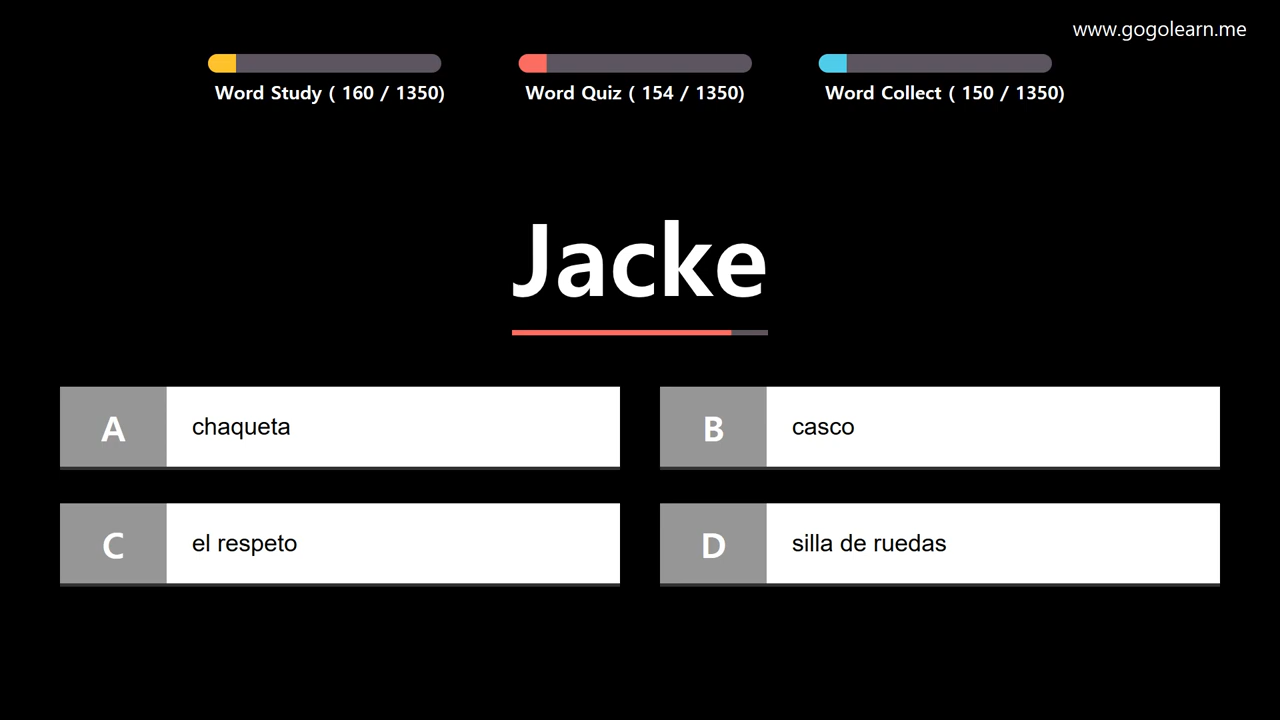 www.gogolearn.me
Word Study ( 160 / 1350)
Word Quiz ( 154 / 1350)
Word Collect ( 150 / 1350)
Jacke
A
chaqueta
B
casco
C
el respeto
D
silla de ruedas